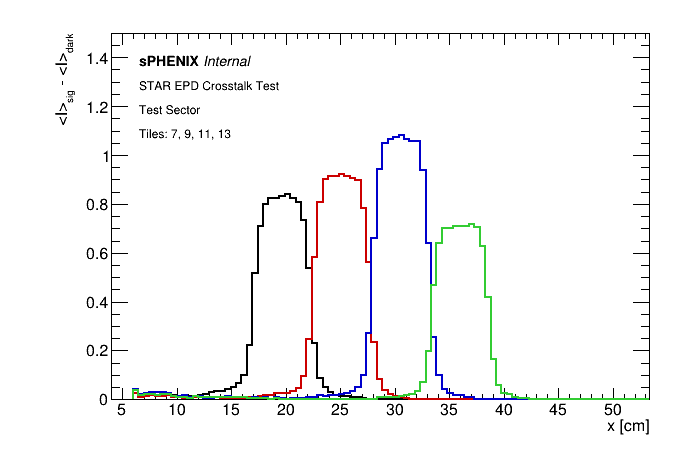 <I>sig - <I>dark
sPHENIX Internal
STAR EPD Crosstalk Test
Test Sector
Tiles: 7, 9, 11, 13
1.4
1.2
1
0.8
0.6
0.4
0.2
0
5 10 15 20 25 30 35 40 45 50
x [cm]